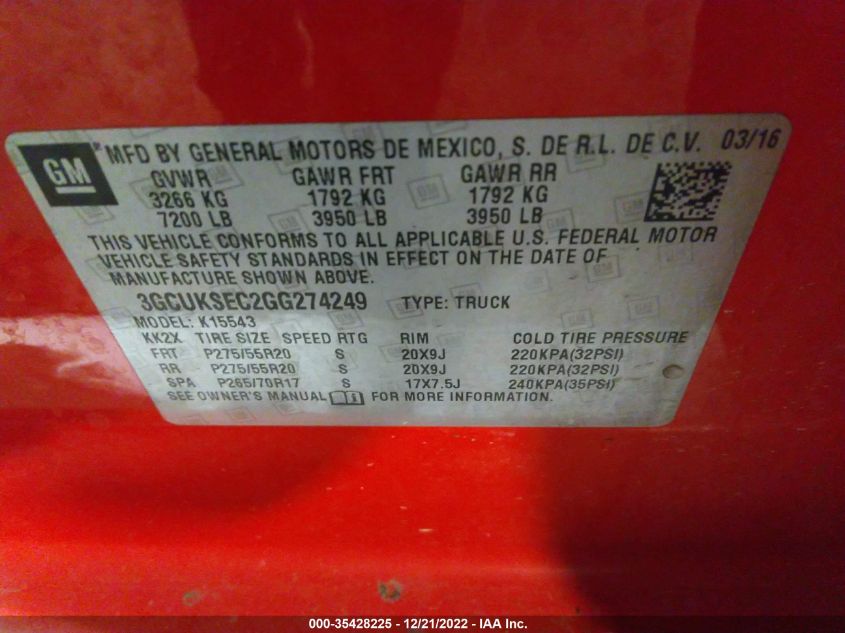 GM MFD BY GENERAL MOTORS DE MEXICO, S. DE R.L. DE C.V. 03/16
GVWR GAWR FRT GAWR RR
3266 KG 1792 KG 1792 KG
7200 LB 3950 LB 3950 LB
THIS VEHICLE CONFORMS TO ALL APPLICABLE U.S. FEDERAL MOTOR
VEHICLE SAFETY STANDARDS IN EFFECT ON THE DATE OF
MANUFACTURE SHOWN ABOVE.
3GCUKSEC2GG274249 TYPE: TRUCK
MODEL: K15543
KK2X TIRE SIZE SPEED RTG RIM COLD TIRE PRESSURE
FRT P275/55R20 S 20X9J 220KPA(32PSI)
RR P275/55R20 S 20X9J 220KPA(32PSI)
SPA P265/70R17 S 17X7.5J 240KPA(35PSI)
SEE OWNER'S MANUAL FOR MORE INFORMATION.
000-35428225 - 12/21/2022 - IAA Inc.